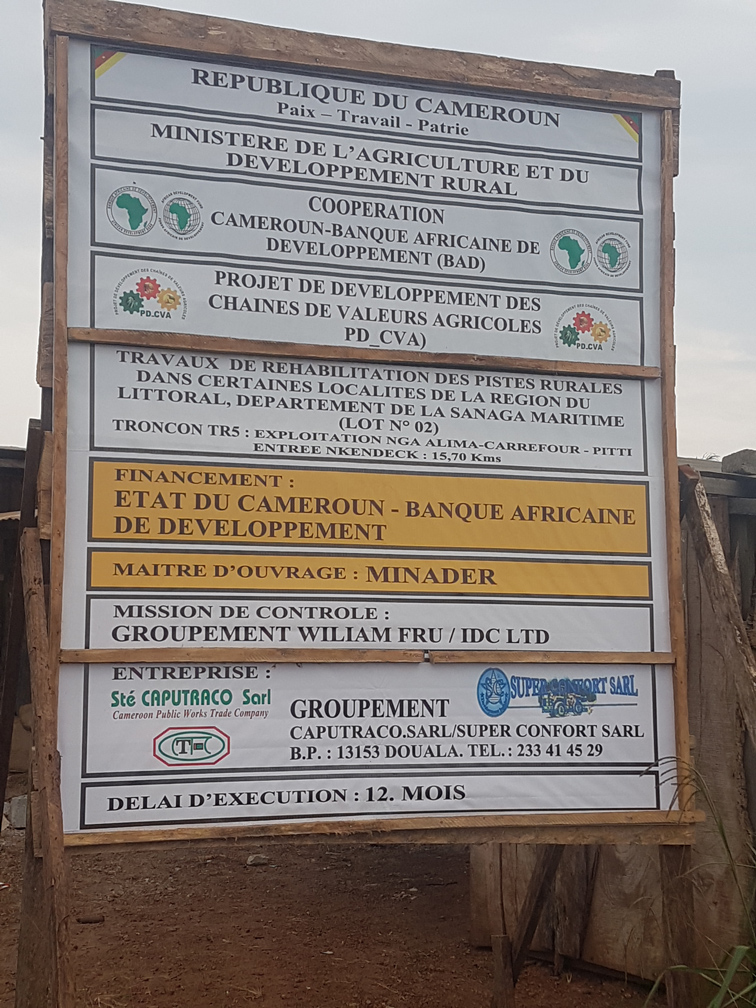 REPUBLIQUE DU CAMEROUN
Paix – Travail - Patrie
MINISTERE DE L'AGRICULTURE ET DU
DEVELOPPEMENT RURAL
COOPERATION
CAMEROUN-BANQUE AFRICAINE DE
DEVELOPPEMENT (BAD)
PROJET DE DEVELOPPEMENT DES
CHAINES DE VALEURS AGRICOLES
PD_CVA)
PD.CVA
PD.CVA
TRAVAUX DE REHABILITATION DES PISTES RURALES
DANS CERTAINES LOCALITES DE LA REGION DU
LITTORAL, DEPARTEMENT DE LA SANAGA MARITIME
(LOT N° 02)
TRONCON TR5 : EXPLOITATION NGA ALIMA-CARREFOUR - PITTI
ENTREE NKENDECK : 15,70 Kms
FINANCEMENT :
ETAT DU CAMEROUN - BANQUE AFRICAINE
DE DEVELOPPEMENT
MAITRE D'OUVRAGE : MINADER
MISSION DE CONTROLE :
GROUPEMENT WILIAM FRU / IDC LTD
ENTREPRISE :
Sté CAPUTRACO Sarl
Cameroon Public Works Trade Company
SUPER CONFORT SARL
GROUPEMENT
CAPUTRACO.SARL/SUPER CONFORT SARL
B.P. : 13153 DOUALA. TEL. : 233 41 45 29
DELAI D'EXECUTION : 12. MOIS